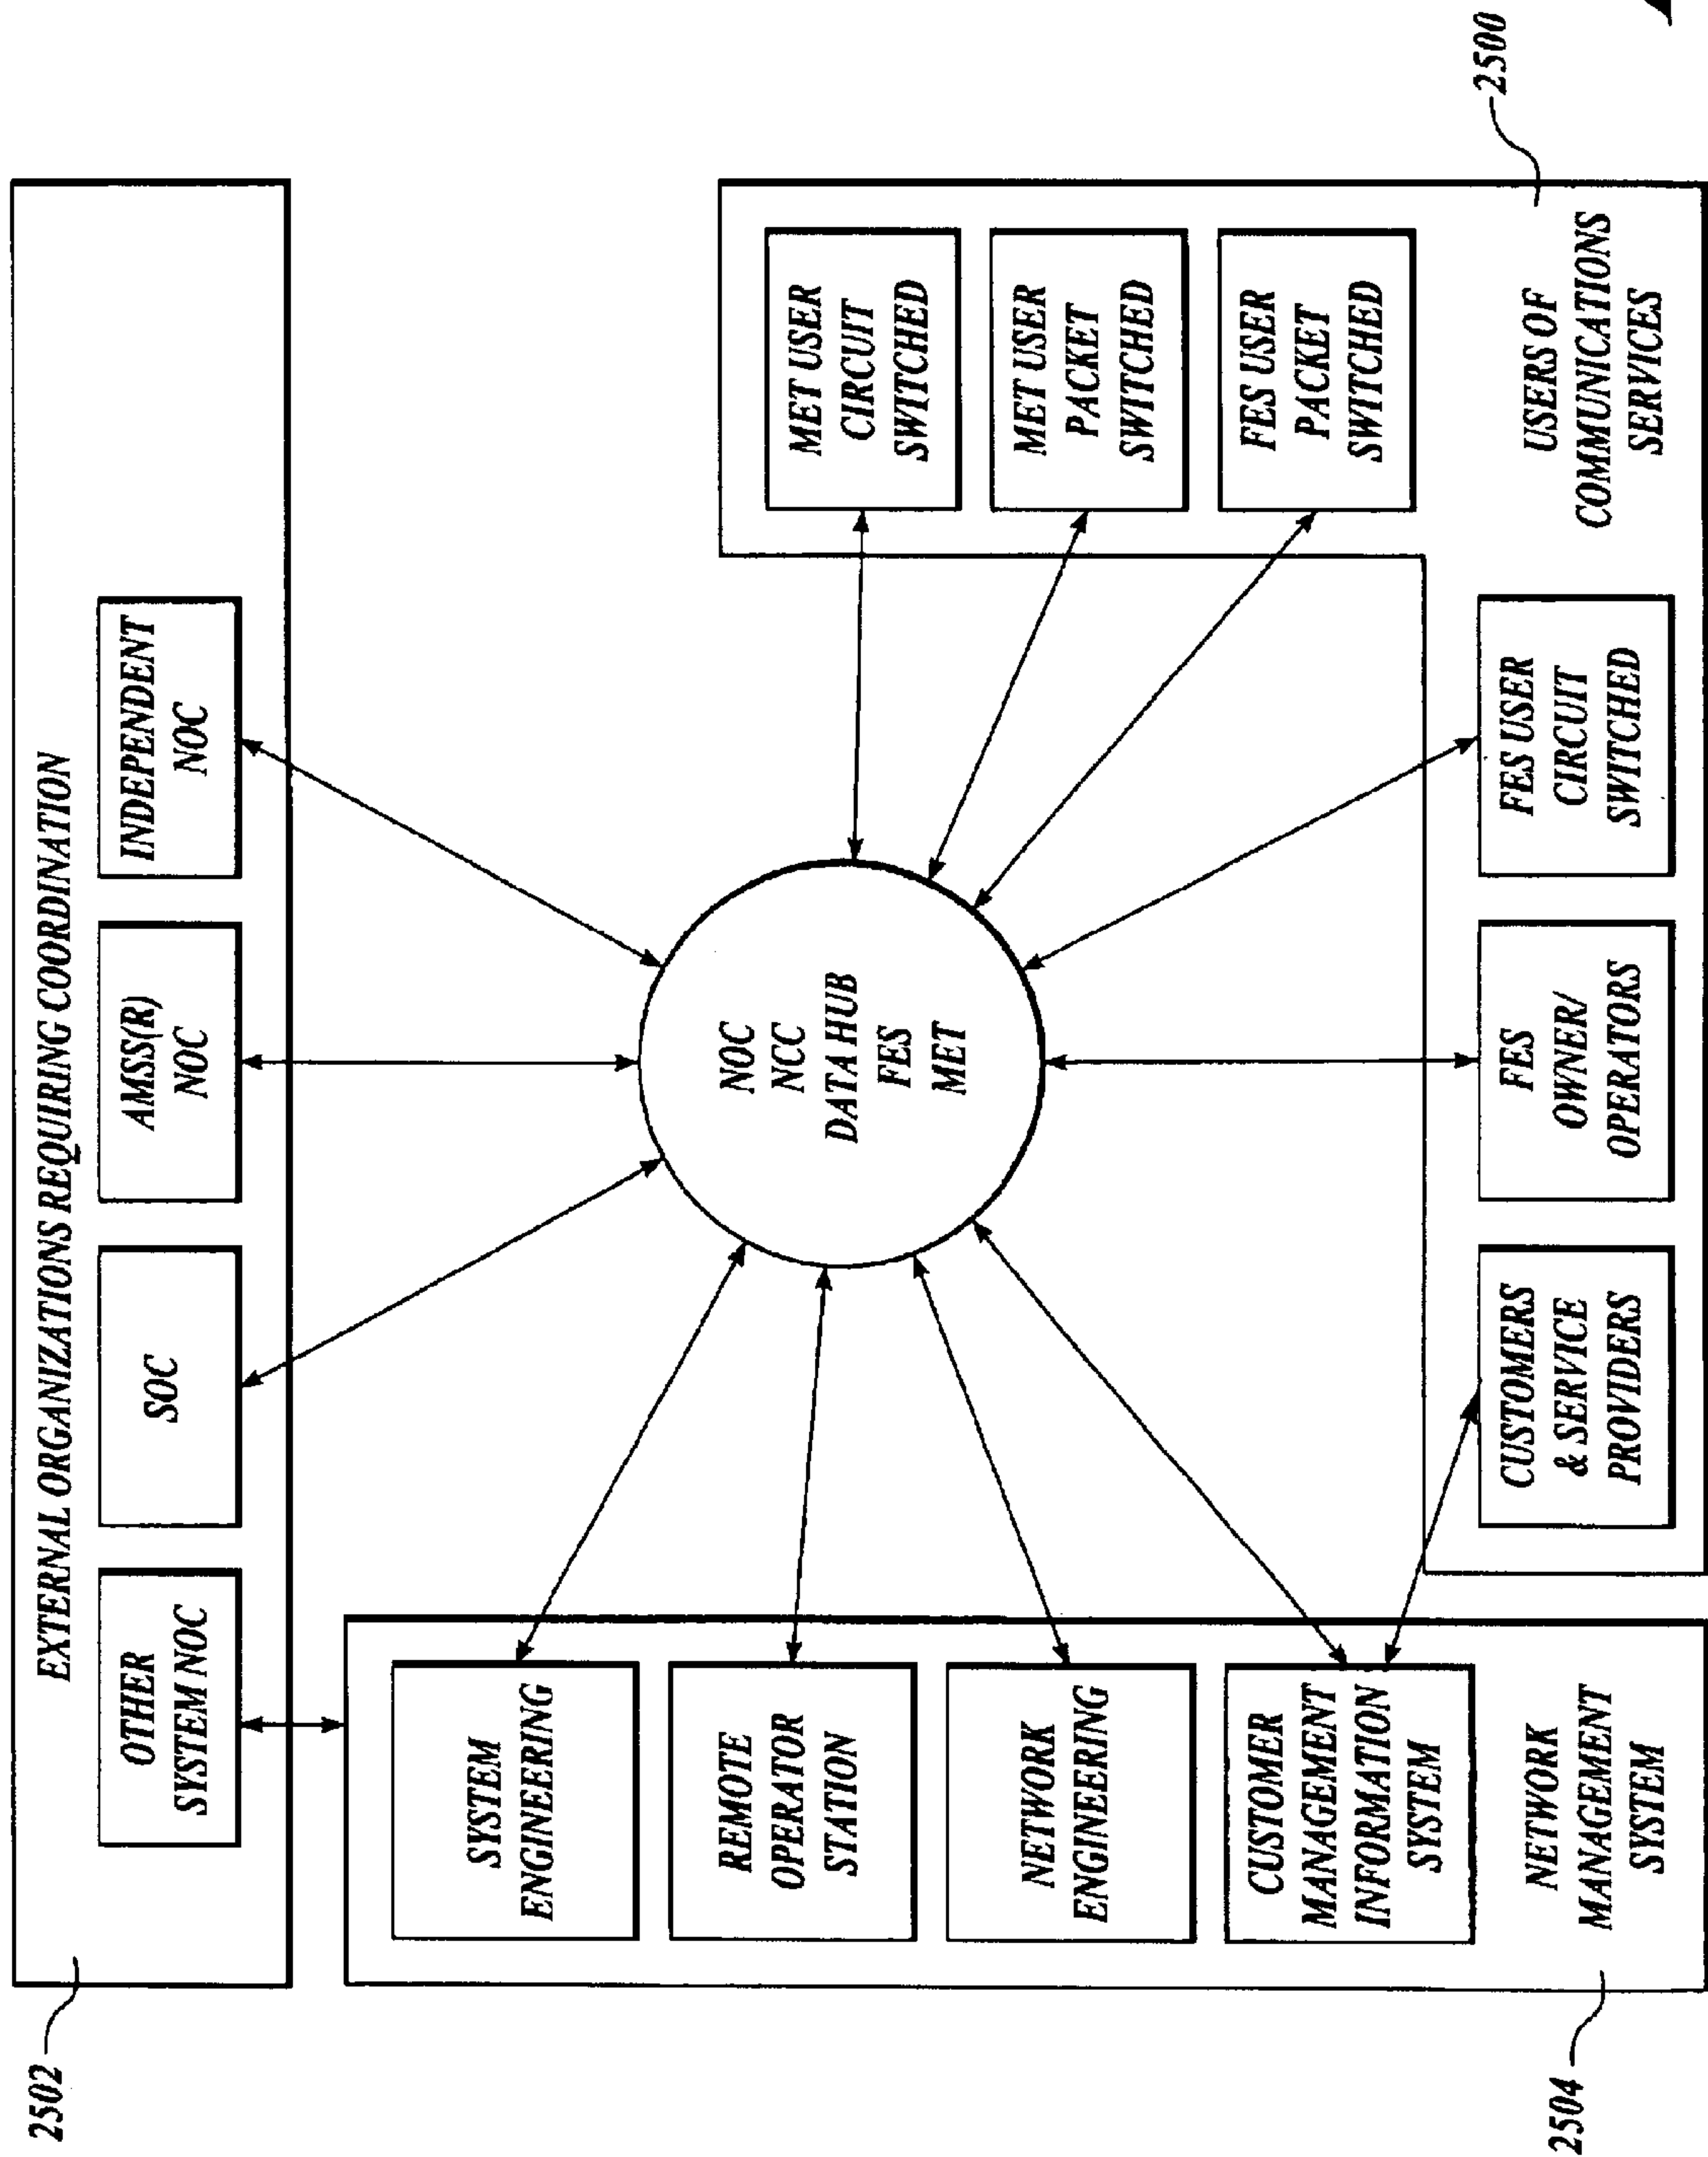 2502
EXTERNAL ORGANIZATIONS REQUIRING COORDINATION
OTHER
SYSTEM NOC
SOC
AMSS(R)
NOC
INDEPENDENT
NOC
SYSTEM
ENGINEERING
REMOTE
OPERATOR
STATION
NETWORK
ENGINEERING
CUSTOMER
MANAGEMENT
INFORMATION
SYSTEM
NETWORK
MANAGEMENT
SYSTEM
2504
NOC
NCC
DATA HUB
FES
MET
MET USER
CIRCUIT
SWITCHED
MET USER
PACKET
SWITCHED
FES USER
PACKET
SWITCHED
CUSTOMERS
& SERVICE
PROVIDERS
FES
OWNER/
OPERATORS
FES USER
CIRCUIT
SWITCHED
USERS OF
COMMUNICATIONS
SERVICES
2500